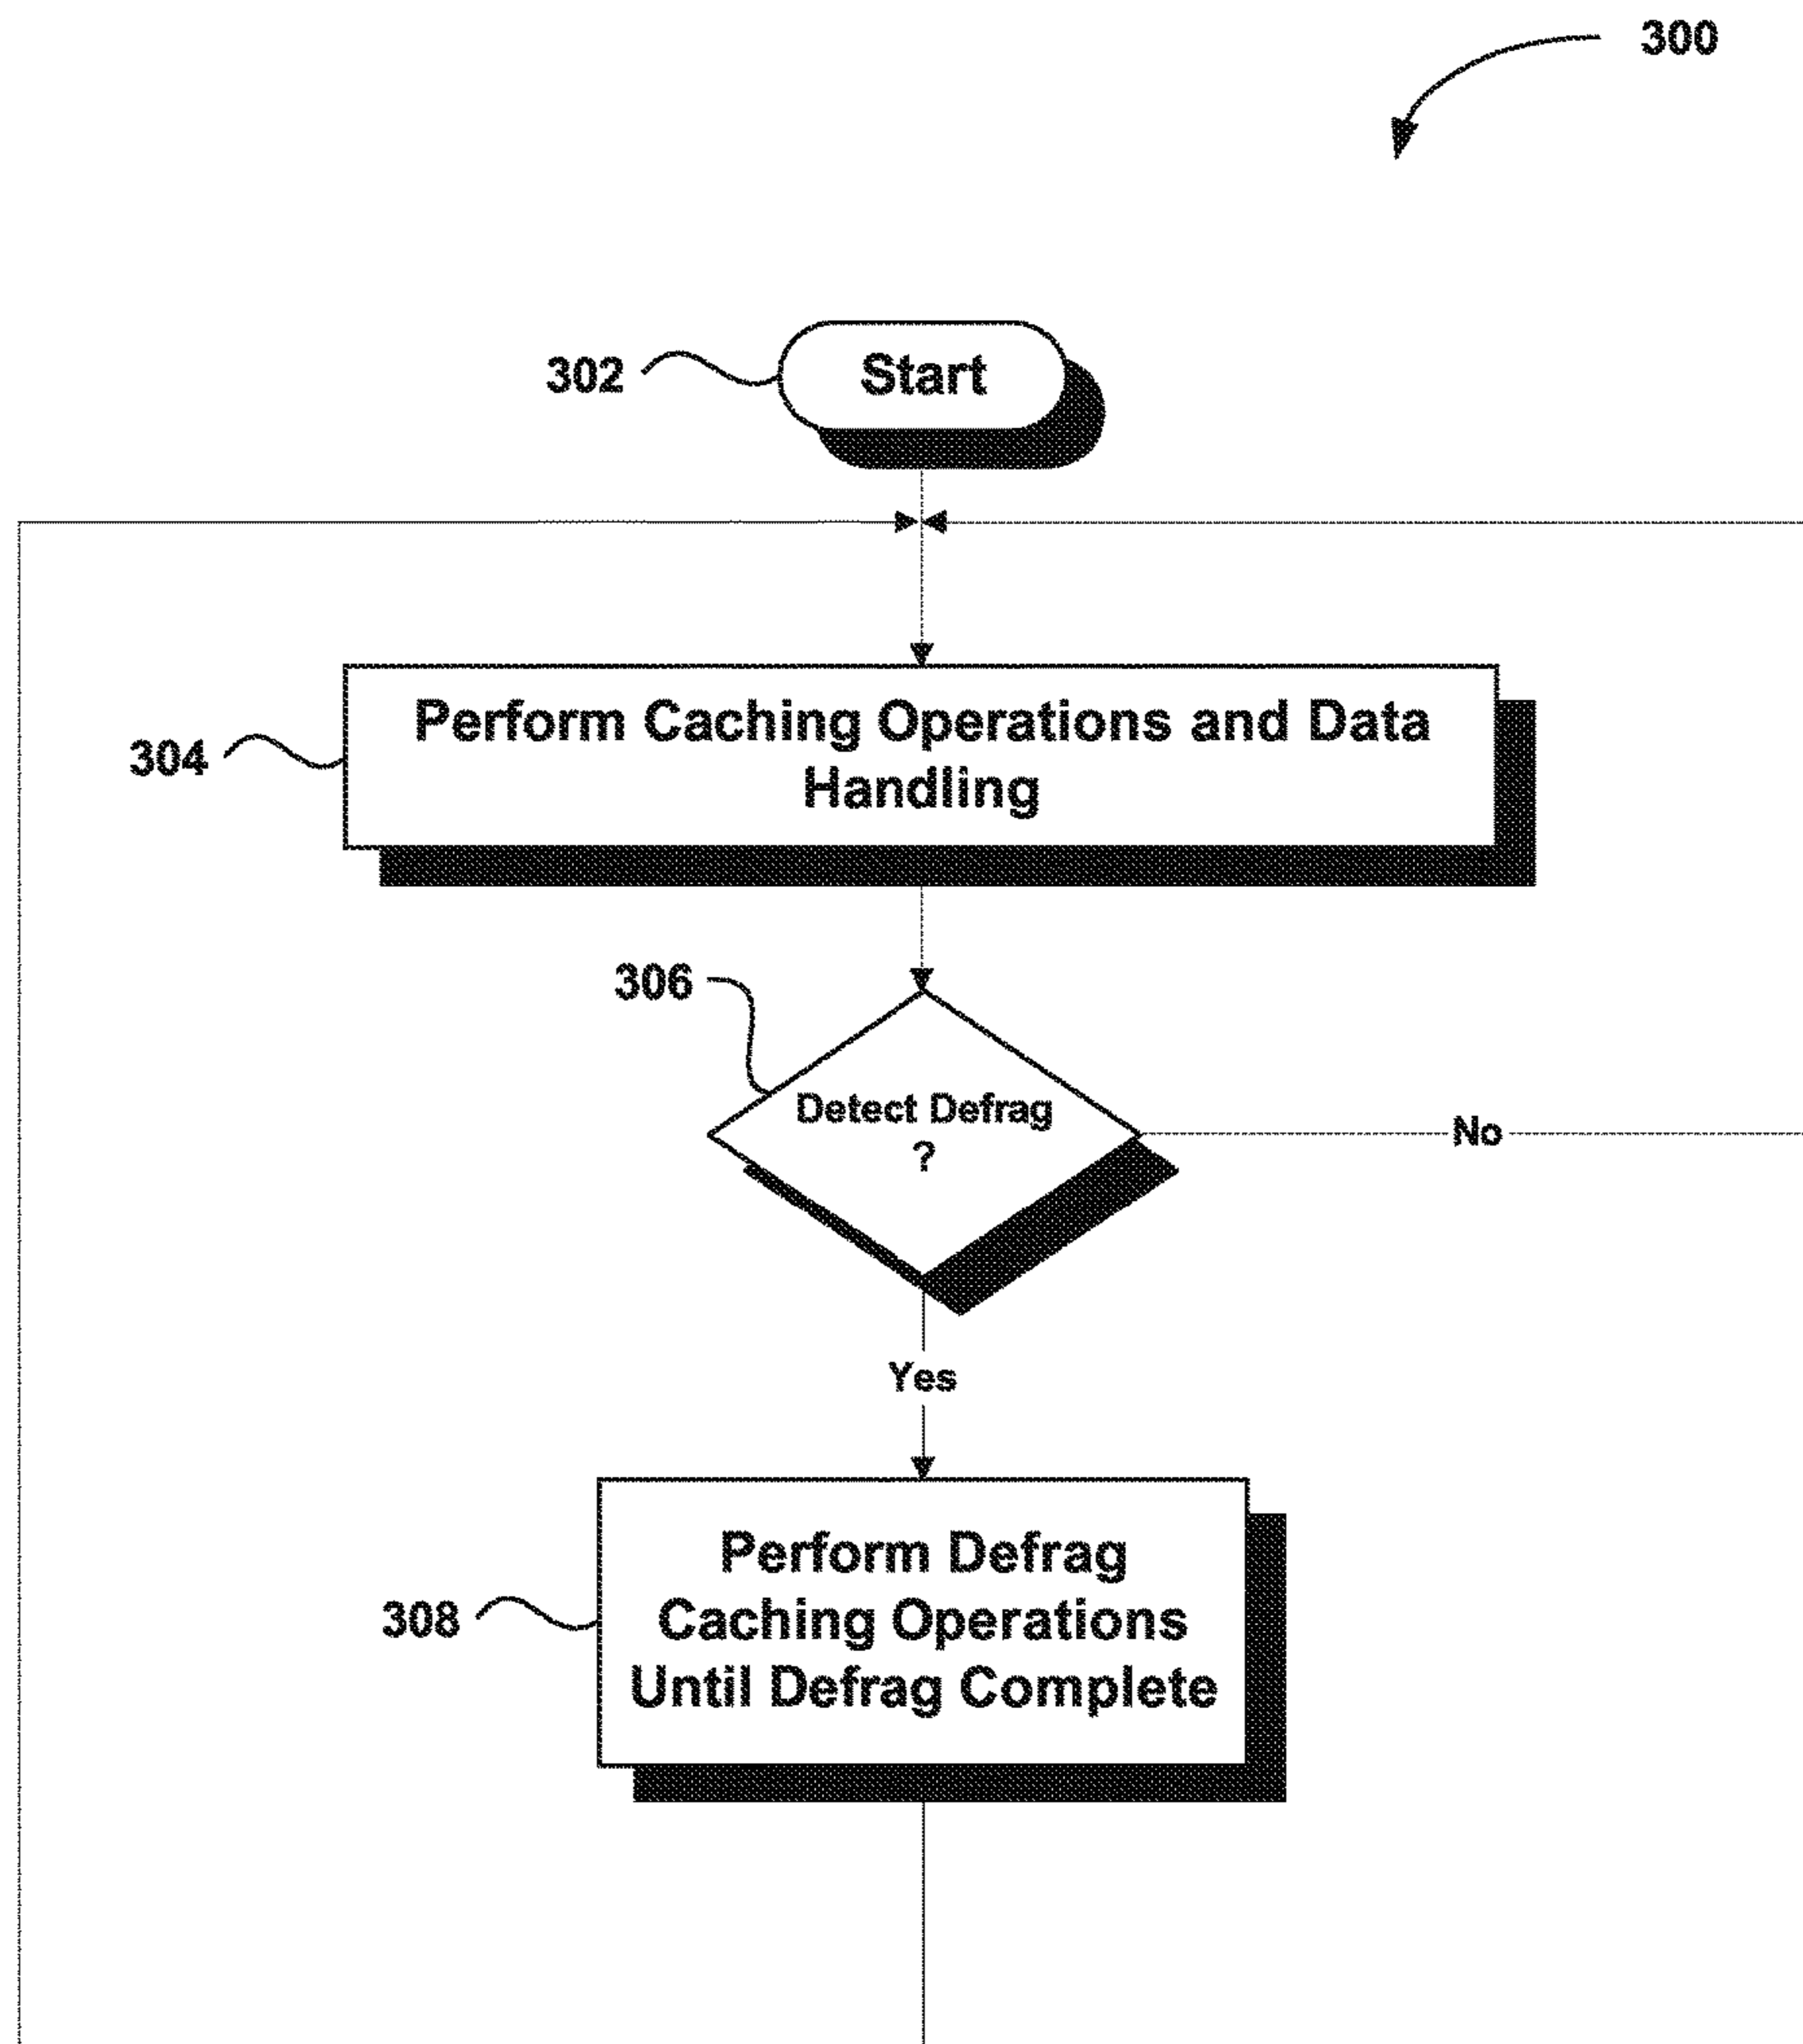 300
302
Start
304
Perform Caching Operations and Data
Handling
306
Detect Defrag
?
No
Yes
308
Perform Defrag
Caching Operations
Until Defrag Complete